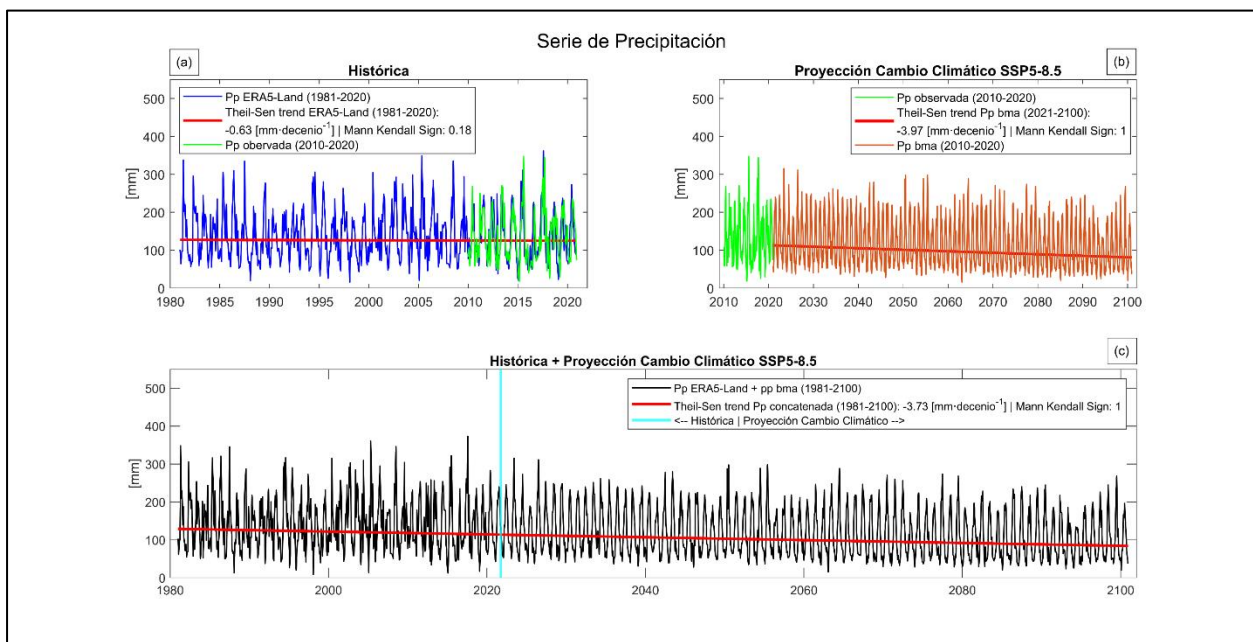 Serie de Precipitación
(a)
Histórica
550
500
400
300
200
100
0
[mm]
Pp ERA5-Land (1981-2020)
Theil-Sen trend ERA5-Land (1981-2020):
-0.63 [mm·decenio⁻¹] | Mann Kendall Sign: 0.18
Pp obervada (2010-2020)
1980 1985 1990 1995 2000 2005 2010 2015 2020
(b)
Proyección Cambio Climático SSP5-8.5
500
400
300
200
100
0
[mm]
Pp observada (2010-2020)
Theil-Sen trend Pp bma (2021-2100):
-3.97 [mm·decenio⁻¹] | Mann Kendall Sign: 1
Pp bma (2010-2020)
2010 2020 2030 2040 2050 2060 2070 2080 2090 2100
(c)
Histórica + Proyección Cambio Climático SSP5-8.5
500
400
300
200
100
0
[mm]
Pp ERA5-Land + pp bma (1981-2100)
Theil-Sen trend Pp concatenada (1981-2100): -3.73 [mm·decenio⁻¹] | Mann Kendall Sign: 1
<-- Histórica | Proyección Cambio Climático -->
1980 2000 2020 2040 2060 2080 2100